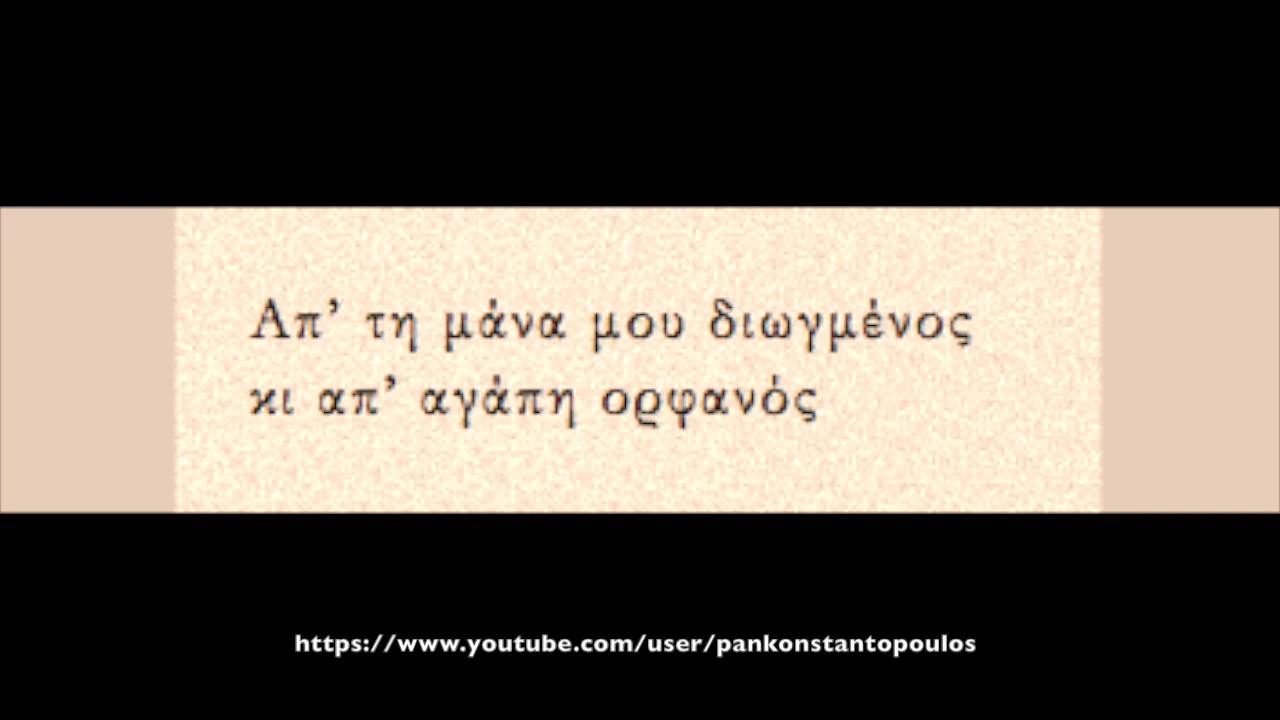 Απ’ τη μάνα μου διωγμένος
κι απ’ αγάπη ορφανός
https://www.youtube.com/user/pankonstantopoulos